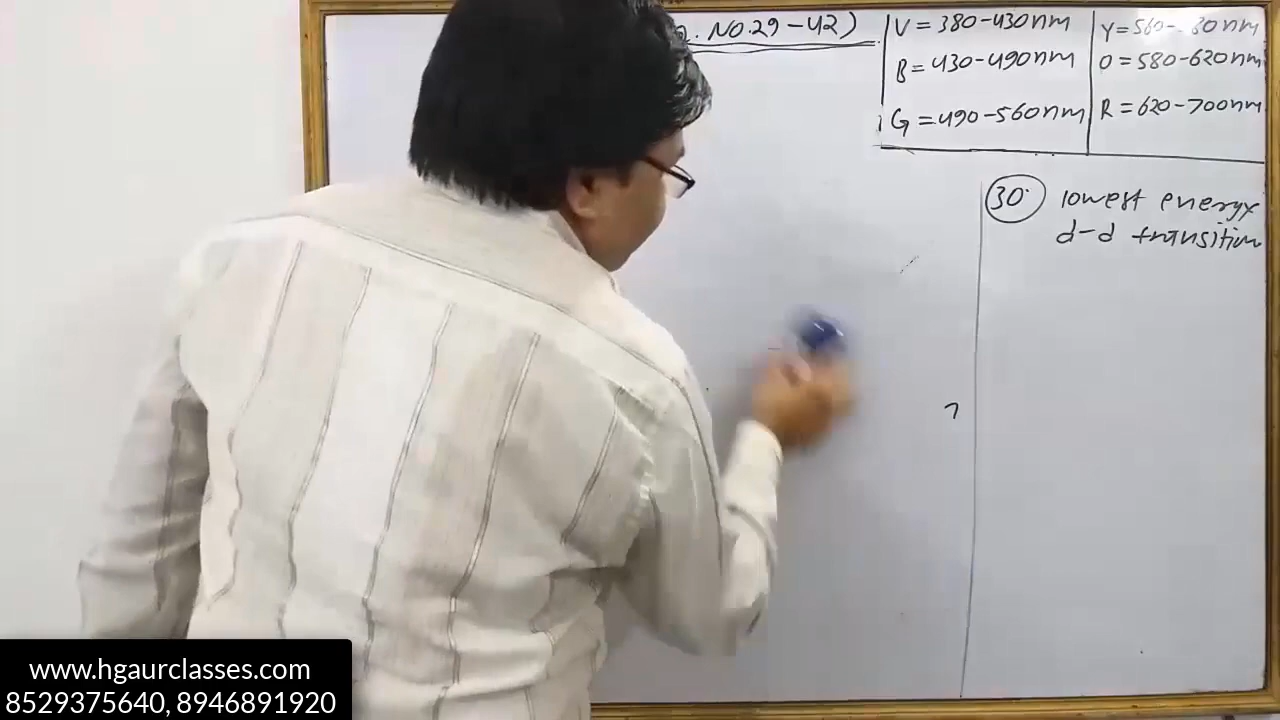 . NO.29-42)
V = 380-430nm
B = 430-490nm
G = 490-560nm
O = 580-620nm
R = 620-700nm
30. lowest energy
d-d transition
www.hgaurclasses.com
8529375640, 8946891920